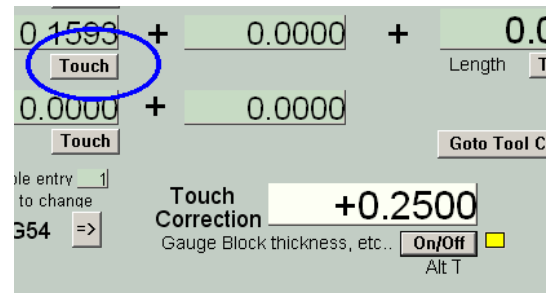 0.1593 + 0.0000 + 0.0
Touch Length T
0.0000 + 0.0000
Touch Goto Tool C
ble entry 1
to change
G54 =>
Touch Correction +0.2500
Gauge Block thickness, etc.. On/Off
Alt T